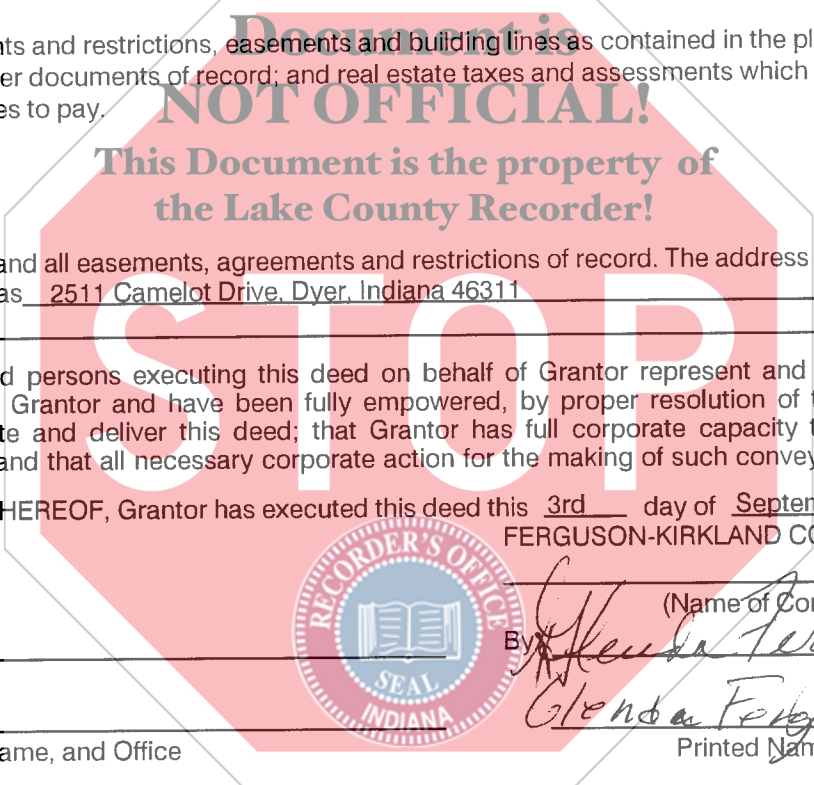 Document is
nts and restrictions, easements and building lines as contained in the pl
er documents of record; and real estate taxes and assessments which
es to pay.
NOT OFFICIAL!
This Document is the property of
the Lake County Recorder!
and all easements, agreements and restrictions of record. The address
as 2511 Camelot Drive, Dyer, Indiana 46311
STOP
d persons executing this deed on behalf of Grantor represent and
Grantor and have been fully empowered, by proper resolution of t
te and deliver this deed; that Grantor has full corporate capacity t
and that all necessary corporate action for the making of such convey
HEREOF, Grantor has executed this deed this 3rd day of Septem
FERGUSON-KIRKLAND CO
(Name of Cor
RECORDER'S OFFICE
SEAL
INDIANA
By Glenda Fer
Glenda Ferg
ame, and Office
Printed Nam